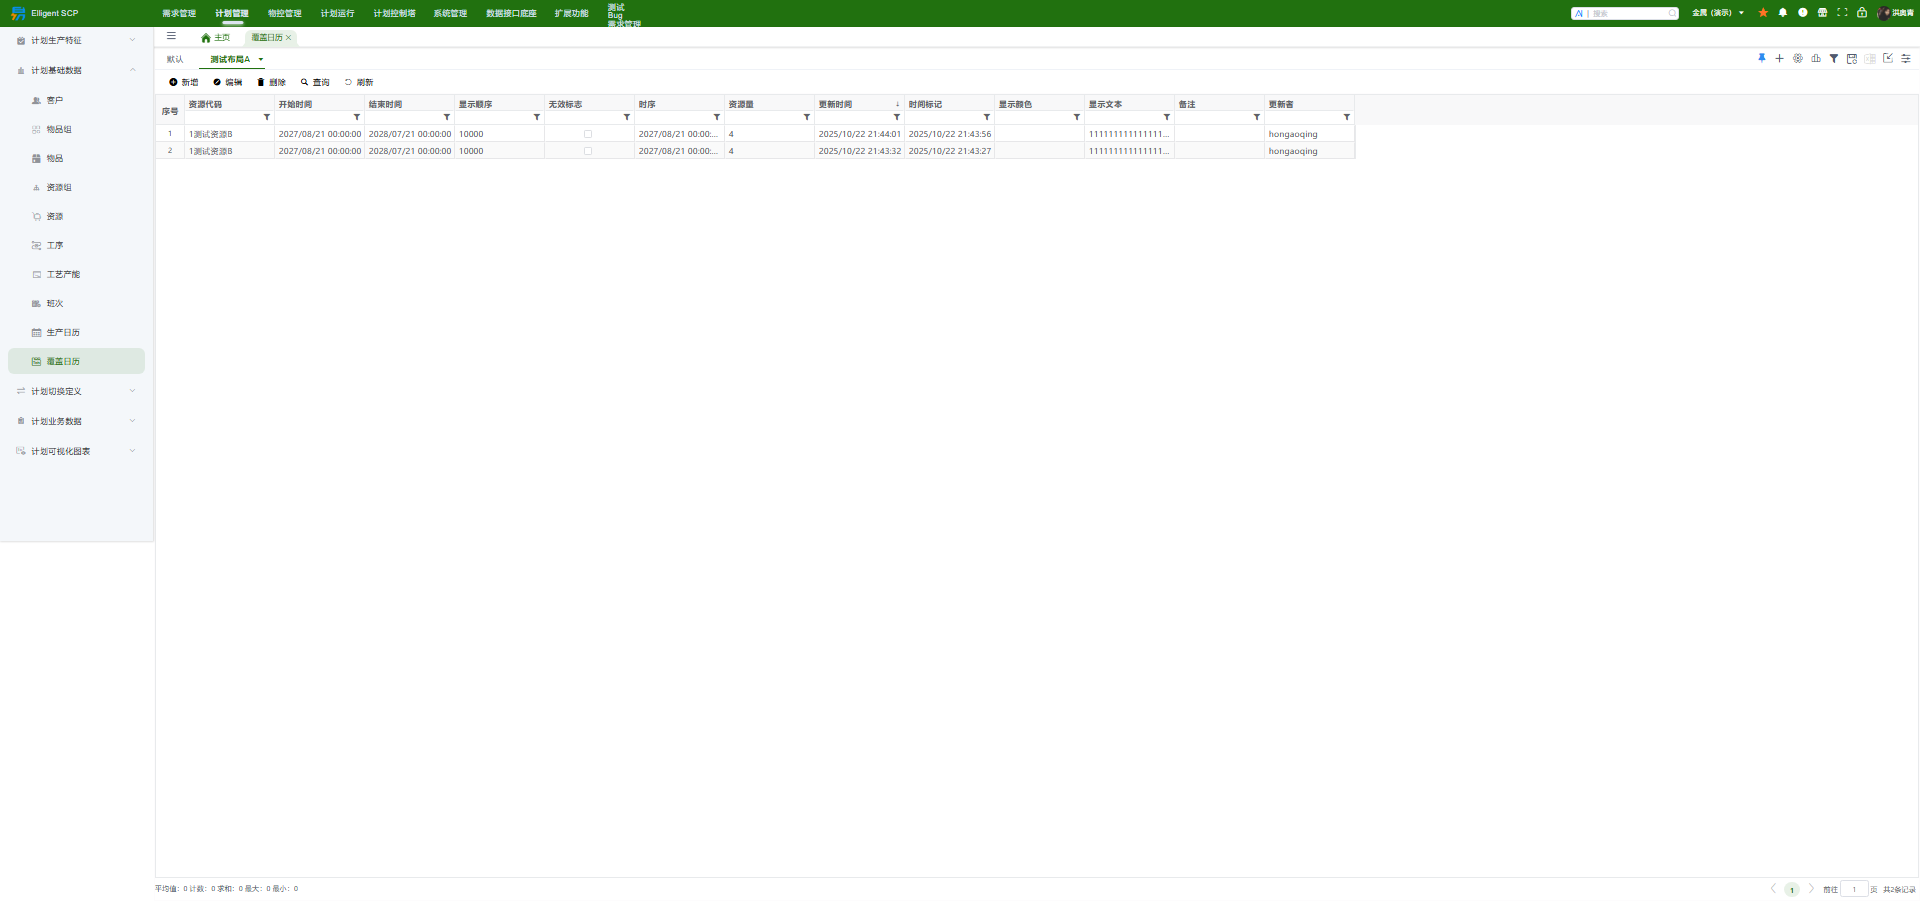 Elligent SCP
需求管理 计划管理 物控管理 计划运行 计划控制塔 系统管理 数据接口底座 扩展功能 测试
Bug
需求管理
AI | 搜索
金属（演示）
洪奥青
主页 覆盖日历
默认 测试布局A
新增 编辑 删除 查询 刷新
计划生产特征
计划基础数据
客户
物品组
物品
资源组
资源
工序
工艺产能
班次
生产日历
覆盖日历
计划切换定义
计划业务数据
计划可视化图表
序号 资源代码 开始时间 结束时间 显示顺序 无效标志 时序 资源量 更新时间 时间标记 显示颜色 显示文本 备注 更新者
1 1测试资源B 2027/08/21 00:00:00 2028/07/21 00:00:00 10000 2027/08/21 00:00:... 4 2025/10/22 21:44:01 2025/10/22 21:43:56 111111111111111... hongaoqing
2 1测试资源B 2027/08/21 00:00:00 2028/07/21 00:00:00 10000 2027/08/21 00:00:... 4 2025/10/22 21:43:32 2025/10/22 21:43:27 111111111111111... hongaoqing
平均值：0 计数：0 求和：0 最大：0 最小：0
1 前往 1 页 共2条记录